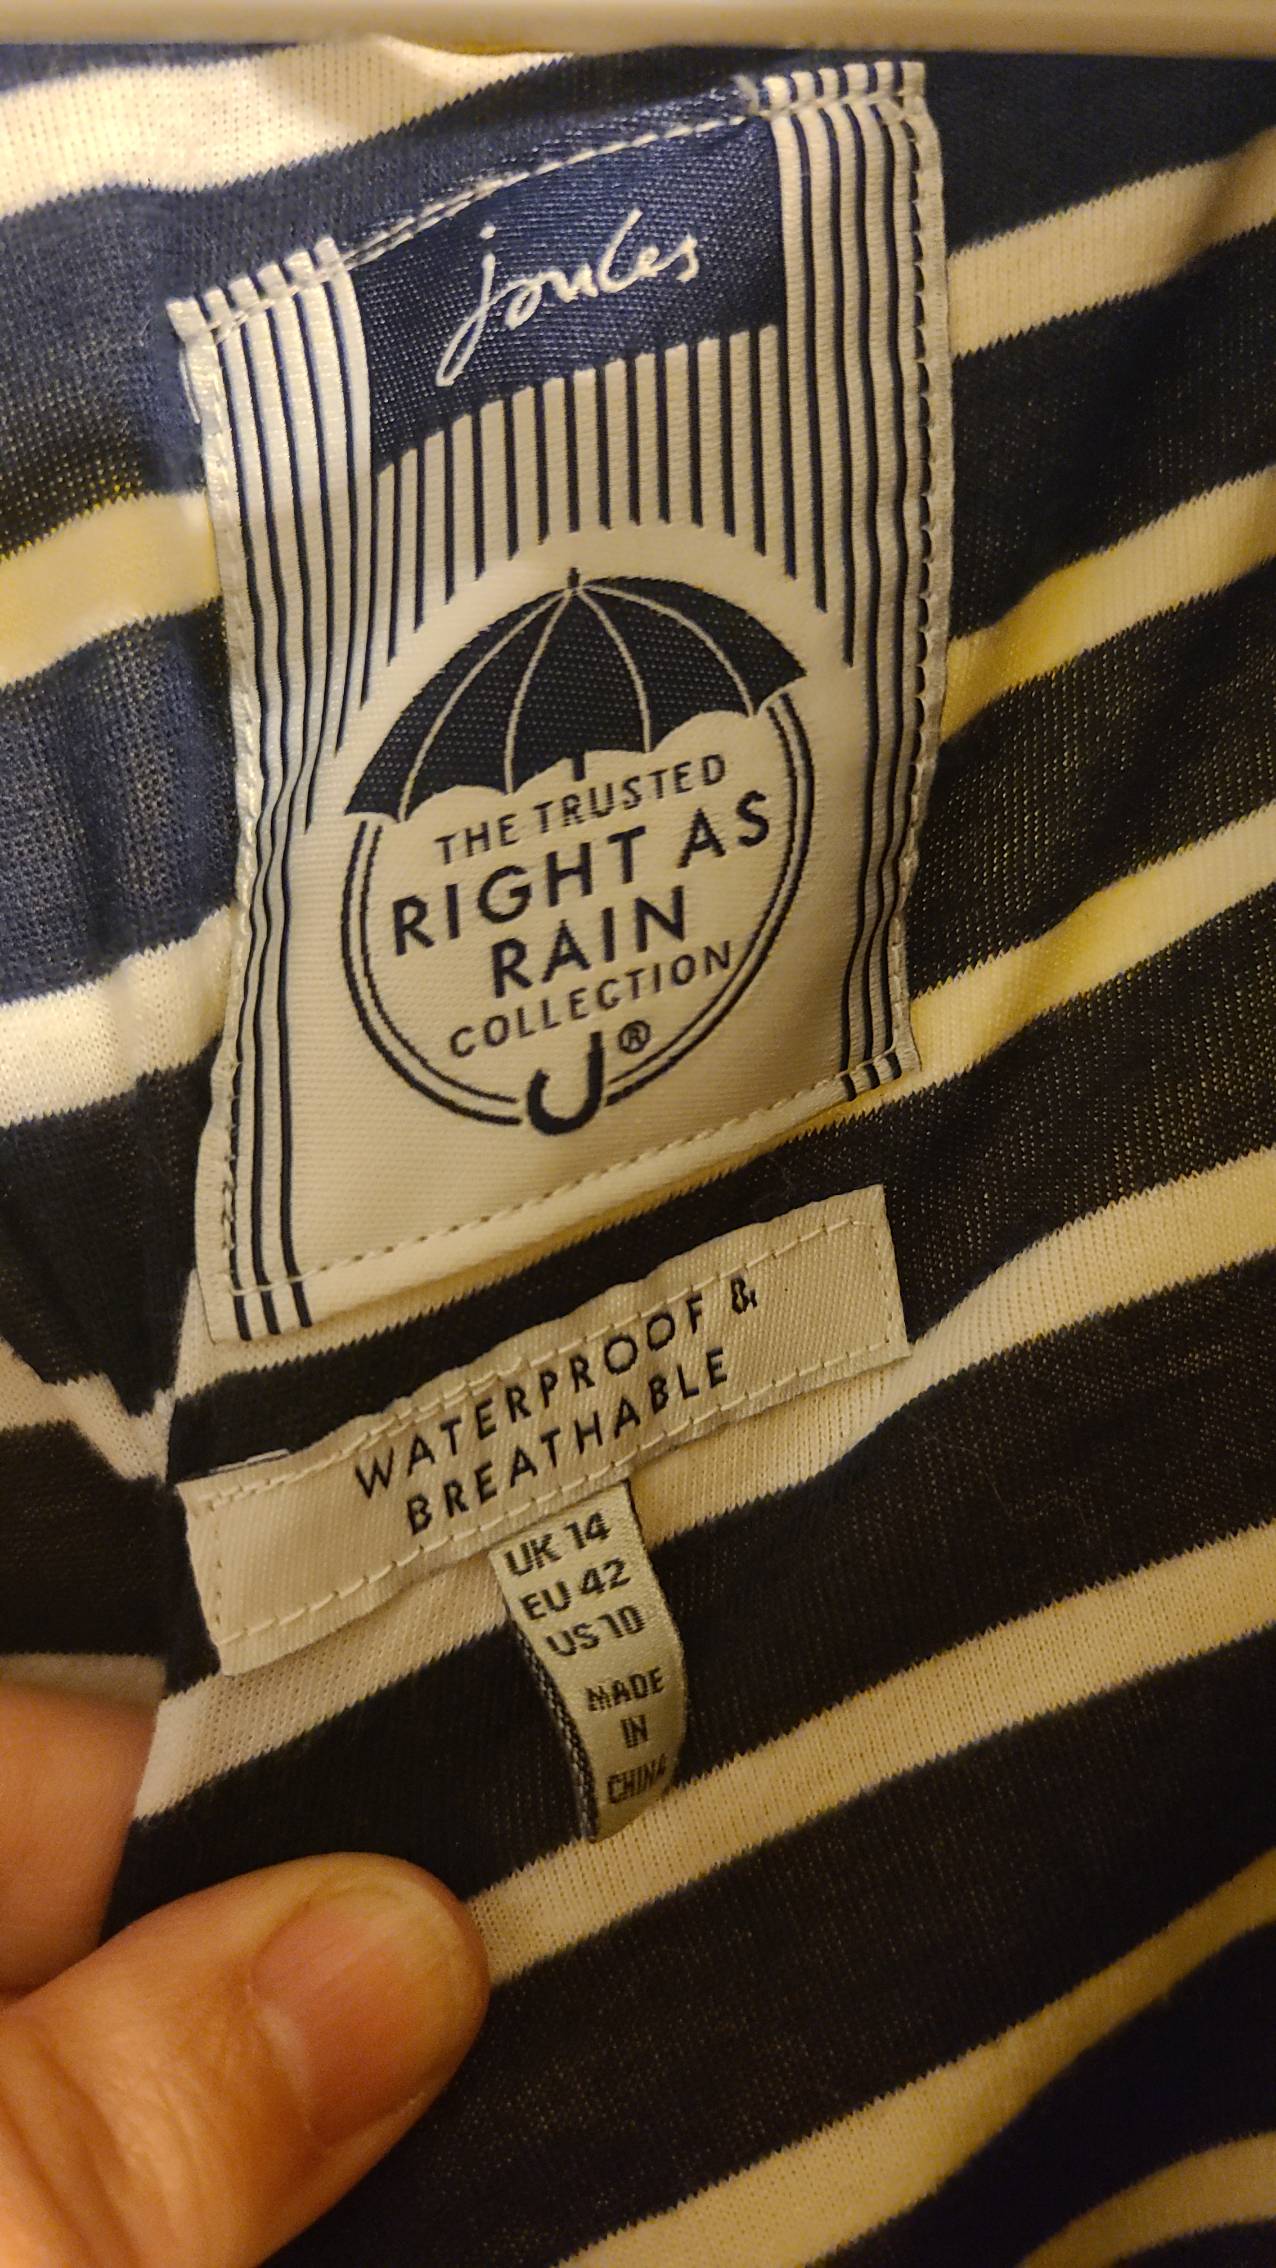 Joules
THE TRUSTED
RIGHT AS
RAIN
COLLECTION
®
WATERPROOF &
BREATHABLE
UK 14
EU 42
US 10
MADE
IN
CHINA